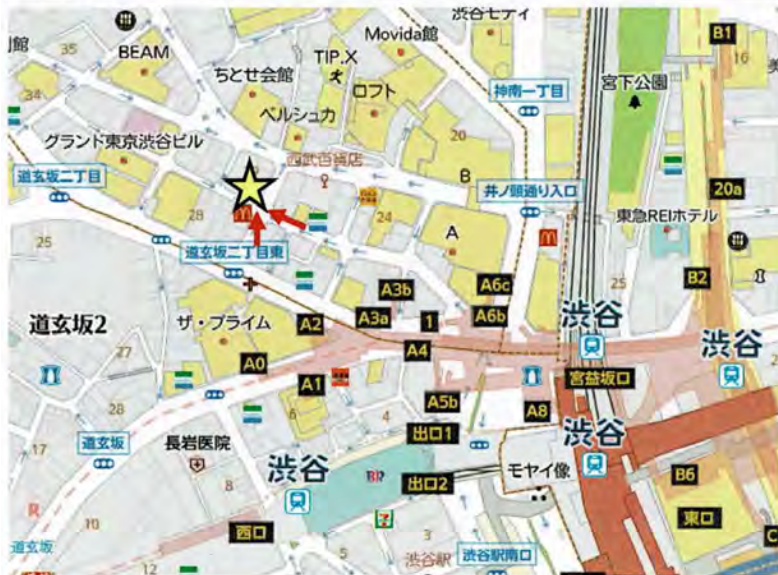 渋谷モディ
Movida館
B1
BEAM
35
TIP.X
16
ちとせ会館
ロフト
神南一丁目
宮下公園
34
ベルシュカ
20
グランド東京渋谷ビル
西武百貨店
道玄坂二丁目
B
井ノ頭通り入口
20a
28
24
東急REIホテル
道玄坂二丁目東
A
25
25
A3b
A6c
B2
道玄坂2
ザ・プライム
A2
A3a
1
A6b
渋谷
渋谷
27
A0
A4
A1
宮益坂口
28
A5b
A8
6
4
17
道玄坂
長岩医院
出口1
渋谷
モヤイ像
8
渋谷
出口2
B6
10
西口
3
東口
道玄坂
5
渋谷駅
渋谷駅南口
C
12